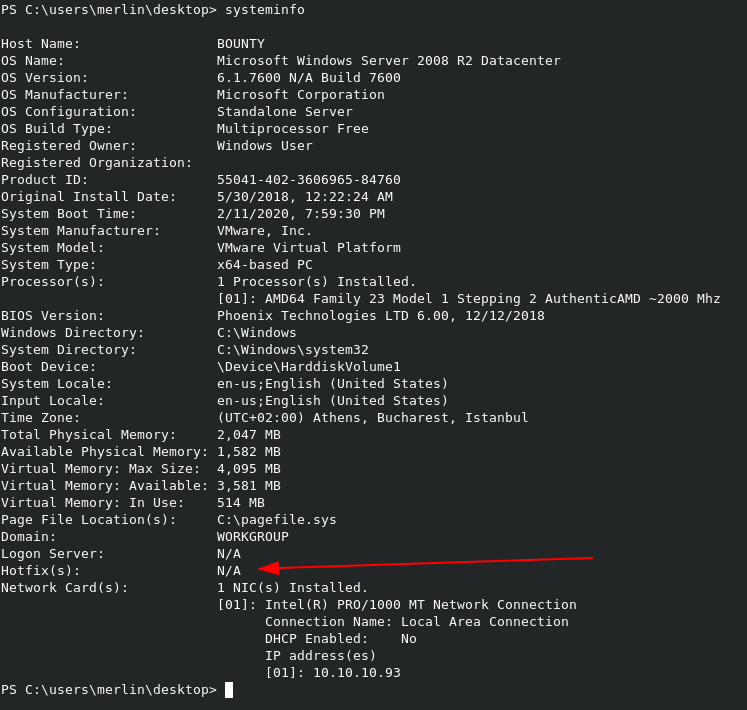 PS C:\users\merlin\desktop> systeminfo
Host Name:                 BOUNTY
OS Name:                   Microsoft Windows Server 2008 R2 Datacenter
OS Version:                6.1.7600 N/A Build 7600
OS Manufacturer:           Microsoft Corporation
OS Configuration:          Standalone Server
OS Build Type:             Multiprocessor Free
Registered Owner:          Windows User
Registered Organization:
Product ID:                55041-402-3606965-84760
Original Install Date:     5/30/2018, 12:22:24 AM
System Boot Time:          2/11/2020, 7:59:30 PM
System Manufacturer:       VMware, Inc.
System Model:              VMware Virtual Platform
System Type:               x64-based PC
Processor(s):              1 Processor(s) Installed.
                           [01]: AMD64 Family 23 Model 1 Stepping 2 AuthenticAMD ~2000 Mhz
BIOS Version:              Phoenix Technologies LTD 6.00, 12/12/2018
Windows Directory:         C:\Windows
System Directory:          C:\Windows\system32
Boot Device:               \Device\HarddiskVolume1
System Locale:             en-us;English (United States)
Input Locale:              en-us;English (United States)
Time Zone:                 (UTC+02:00) Athens, Bucharest, Istanbul
Total Physical Memory:     2,047 MB
Available Physical Memory: 1,582 MB
Virtual Memory: Max Size:  4,095 MB
Virtual Memory: Available: 3,581 MB
Virtual Memory: In Use:    514 MB
Page File Location(s):     C:\pagefile.sys
Domain:                    WORKGROUP
Logon Server:              N/A
Hotfix(s):                 N/A
Network Card(s):           1 NIC(s) Installed.
                           [01]: Intel(R) PRO/1000 MT Network Connection
                                 Connection Name: Local Area Connection
                                 DHCP Enabled:    No
                                 IP address(es)
                                 [01]: 10.10.10.93
PS C:\users\merlin\desktop>